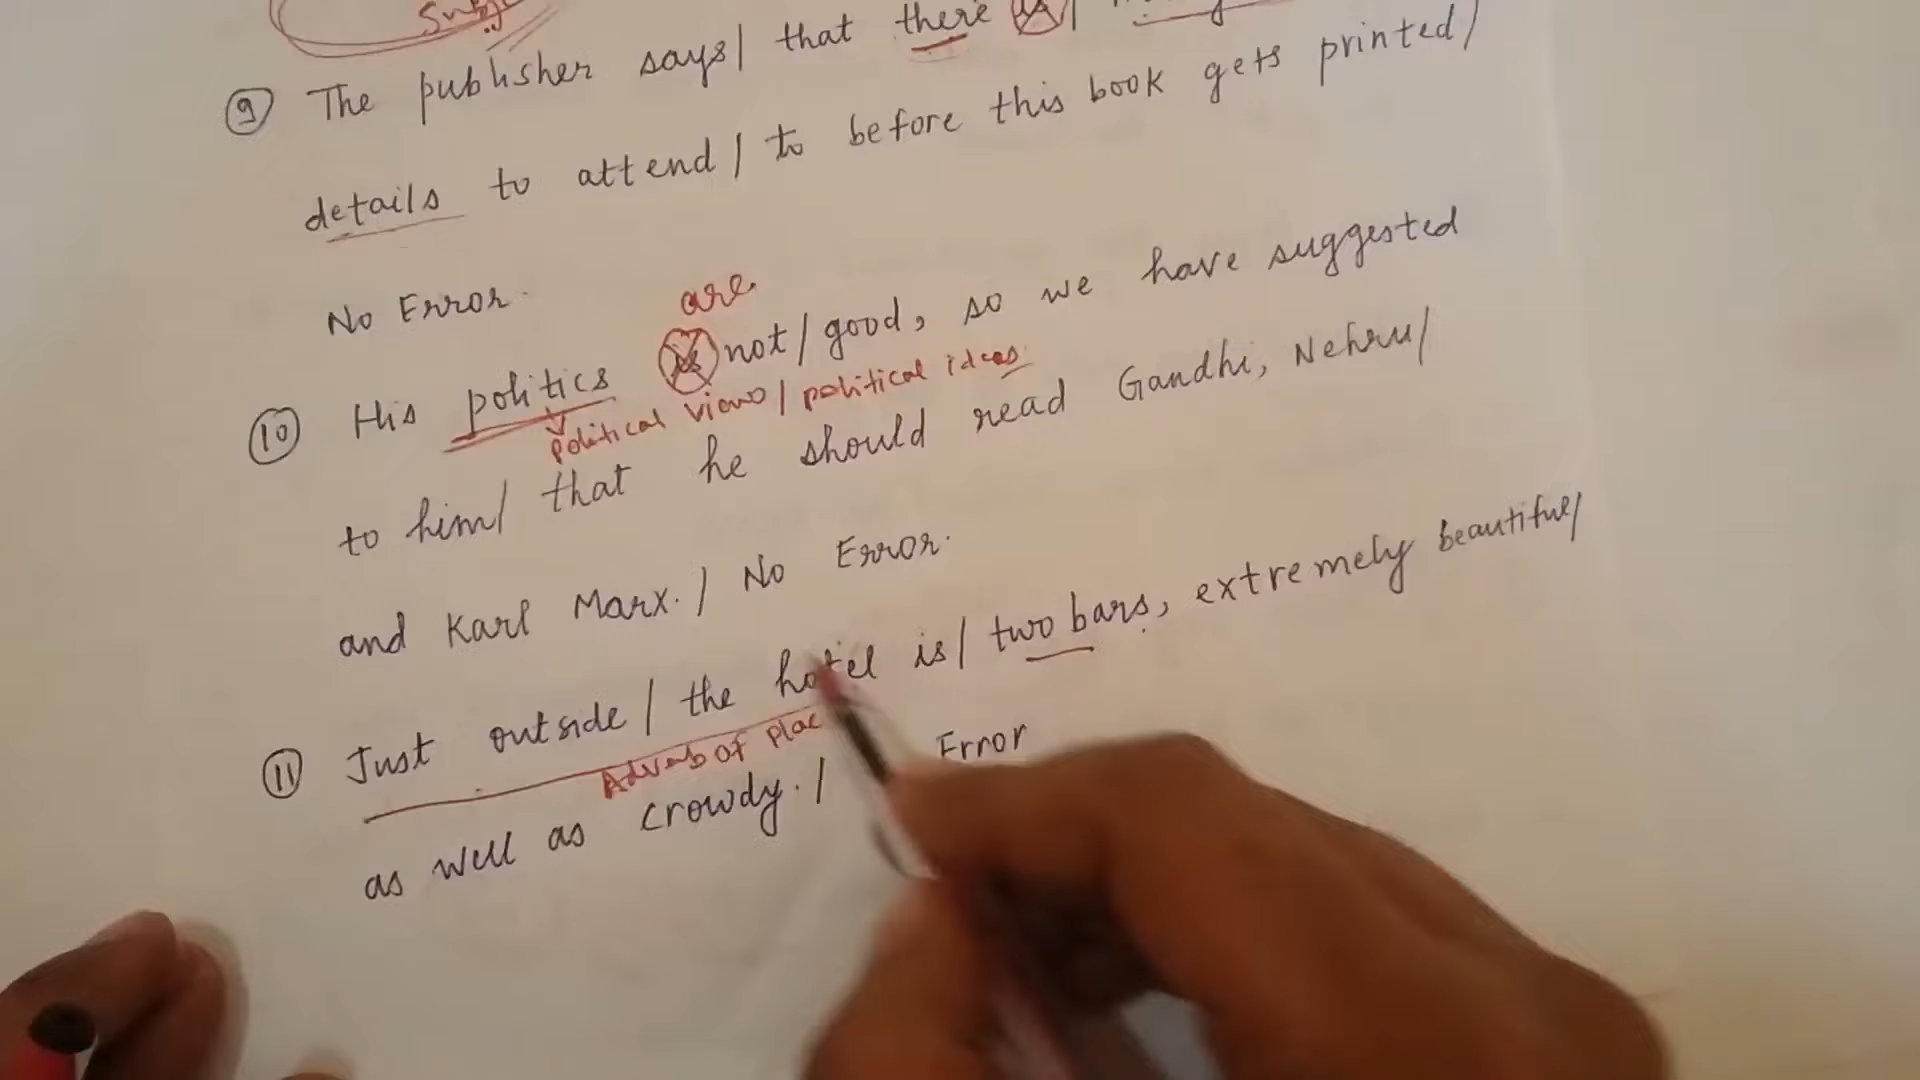 ⑨ The publisher says/ that there
details to attend/ to before this book gets printed/
No Error.
are
⑩ His politics is not/ good, so we have suggested
political views/ political ideas
to him/ that he should read Gandhi, Nehru/
and Karl Marx./ No Error.
⑪ Just outside/ the hotel is/ two bars, extremely beautiful/
Adverb of plac
as well as crowdy./ Error